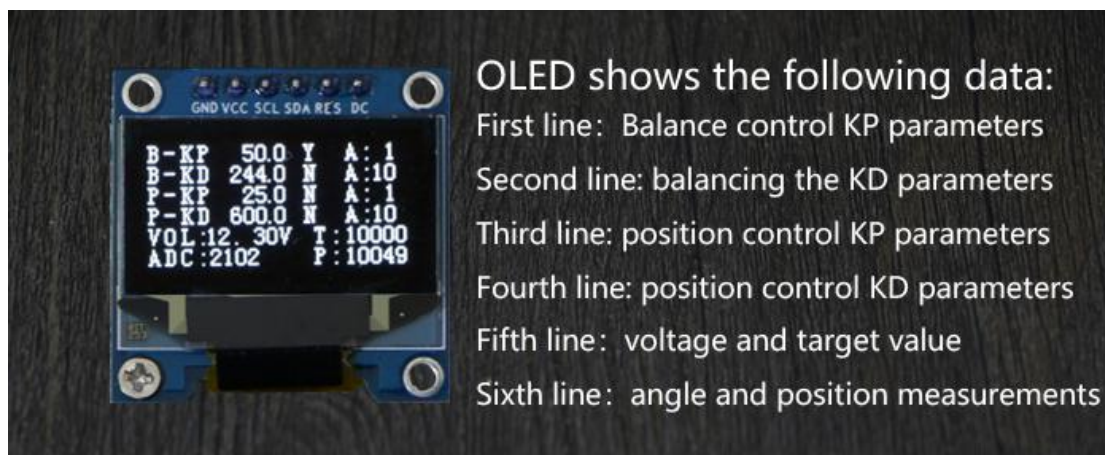 GND VCC SCL SDA RES DC
B-KP 50.0 Y A: 1
B-KD 244.0 N A:10
P-KP 25.0 N A: 1
P-KD 600.0 N A:10
VOL:12. 30V T:10000
ADC:2102 P:10049
OLED shows the following data:
First line: Balance control KP parameters
Second line: balancing the KD parameters
Third line: position control KP parameters
Fourth line: position control KD parameters
Fifth line: voltage and target value
Sixth line: angle and position measurements